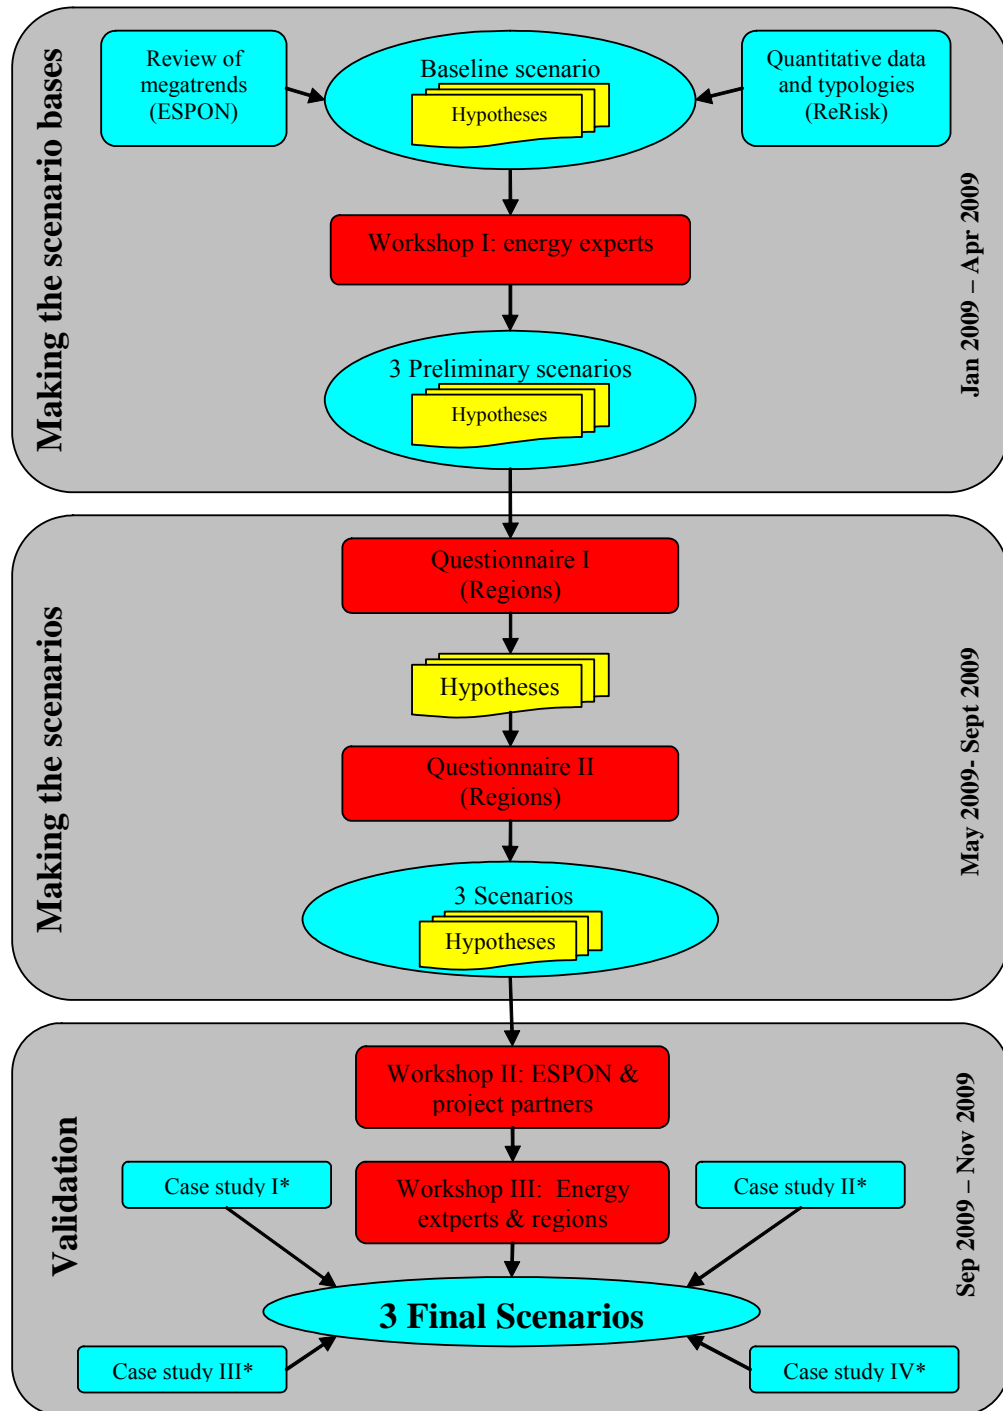 Making the scenario bases
Review of
megatrends
(ESPON)
Baseline scenario
Hypotheses
Quantitative data
and typologies
(ReRisk)
Workshop I: energy experts
3 Preliminary scenarios
Hypotheses
Jan 2009 – Apr 2009
Making the scenarios
Questionnaire I
(Regions)
Hypotheses
Questionnaire II
(Regions)
3 Scenarios
Hypotheses
May 2009- Sept 2009
Validation
Workshop II: ESPON &
project partners
Case study I*
Workshop III:  Energy
extperts & regions
Case study II*
3 Final Scenarios
Case study III*
Case study IV*
Sep 2009 – Nov 2009